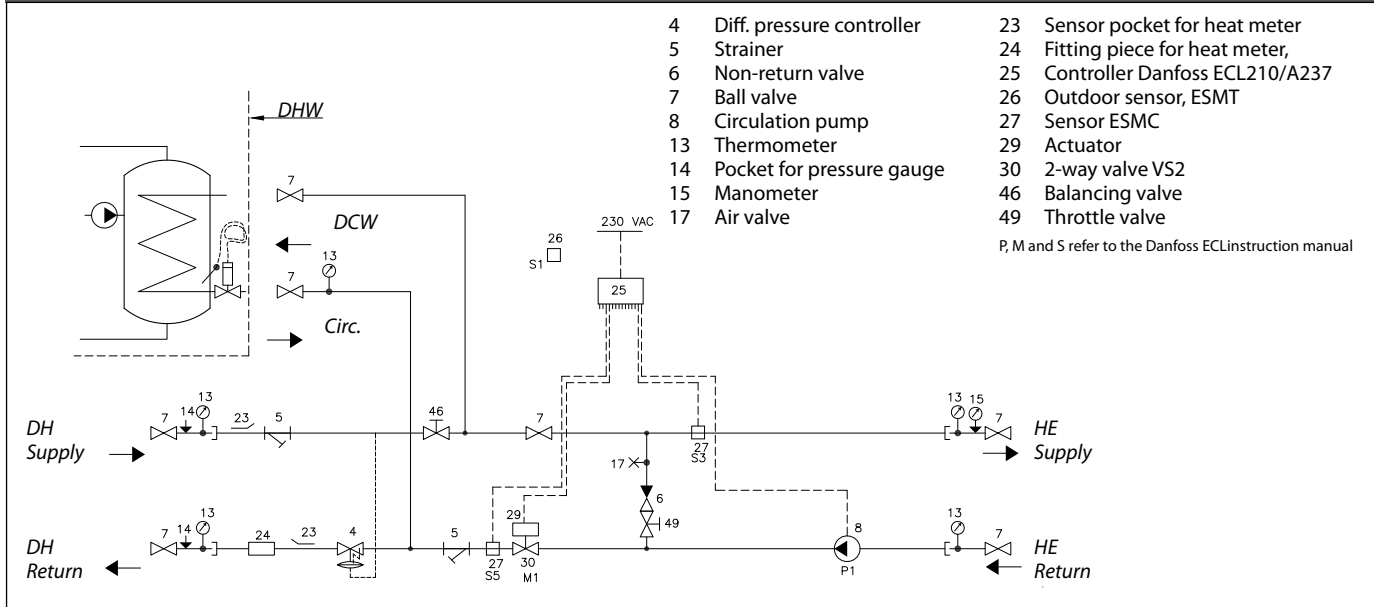 4 Diff. pressure controller
5 Strainer
6 Non-return valve
7 Ball valve
8 Circulation pump
13 Thermometer
14 Pocket for pressure gauge
15 Manometer
17 Air valve
23 Sensor pocket for heat meter
24 Fitting piece for heat meter,
25 Controller Danfoss ECL210/A237
26 Outdoor sensor, ESMT
27 Sensor ESMC
29 Actuator
30 2-way valve VS2
46 Balancing valve
49 Throttle valve
P, M and S refer to the Danfoss ECLinstruction manual
DHW
7
DCW
13
7
Circ.
230 VAC
26
S1
25
DH
Supply
7
14
13
23
5
46
7
27
S3
13
15
7
HE
Supply
17
6
49
DH
Return
7
14
13
24
23
4
5
27
S5
29
30
M1
8
P1
13
7
HE
Return